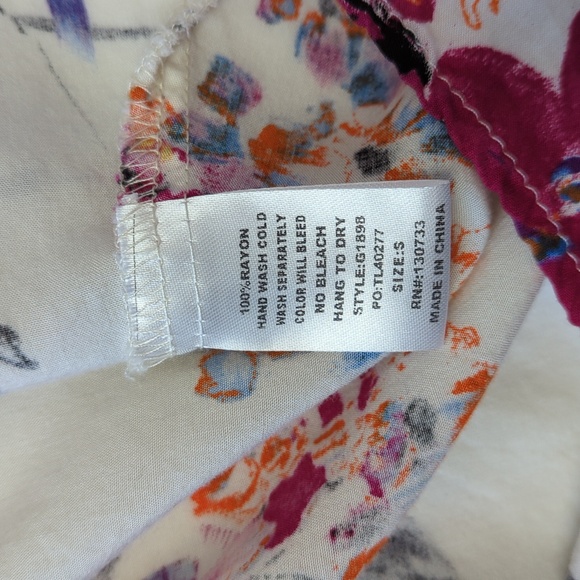 100%RAYON
HAND WASH COLD
WASH SEPARATELY
COLOR WILL BLEED
NO BLEACH
HANG TO DRY
STYLE:G1898
PO:TL40277
SIZE:S
RN#:130733
MADE IN CHINA